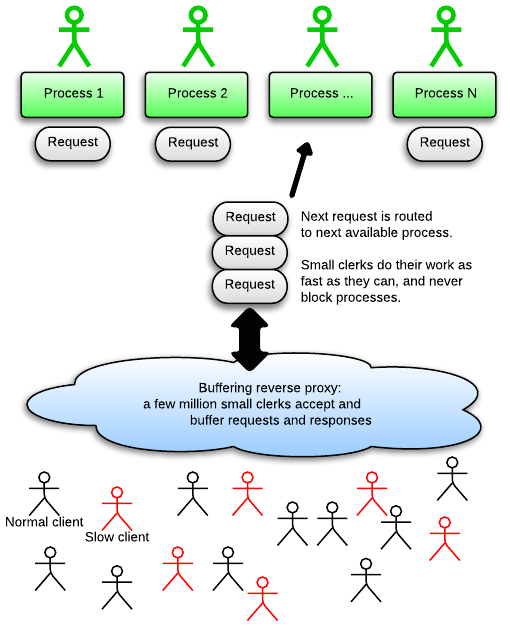 Process 1
Process 2
Process ...
Process N
Request
Request
Request
Request
Request
Request
Next request is routed
to next available process.
Small clerks do their work as
fast as they can, and never
block processes.
Buffering reverse proxy:
a few million small clerks accept and
buffer requests and responses
Normal client
Slow client